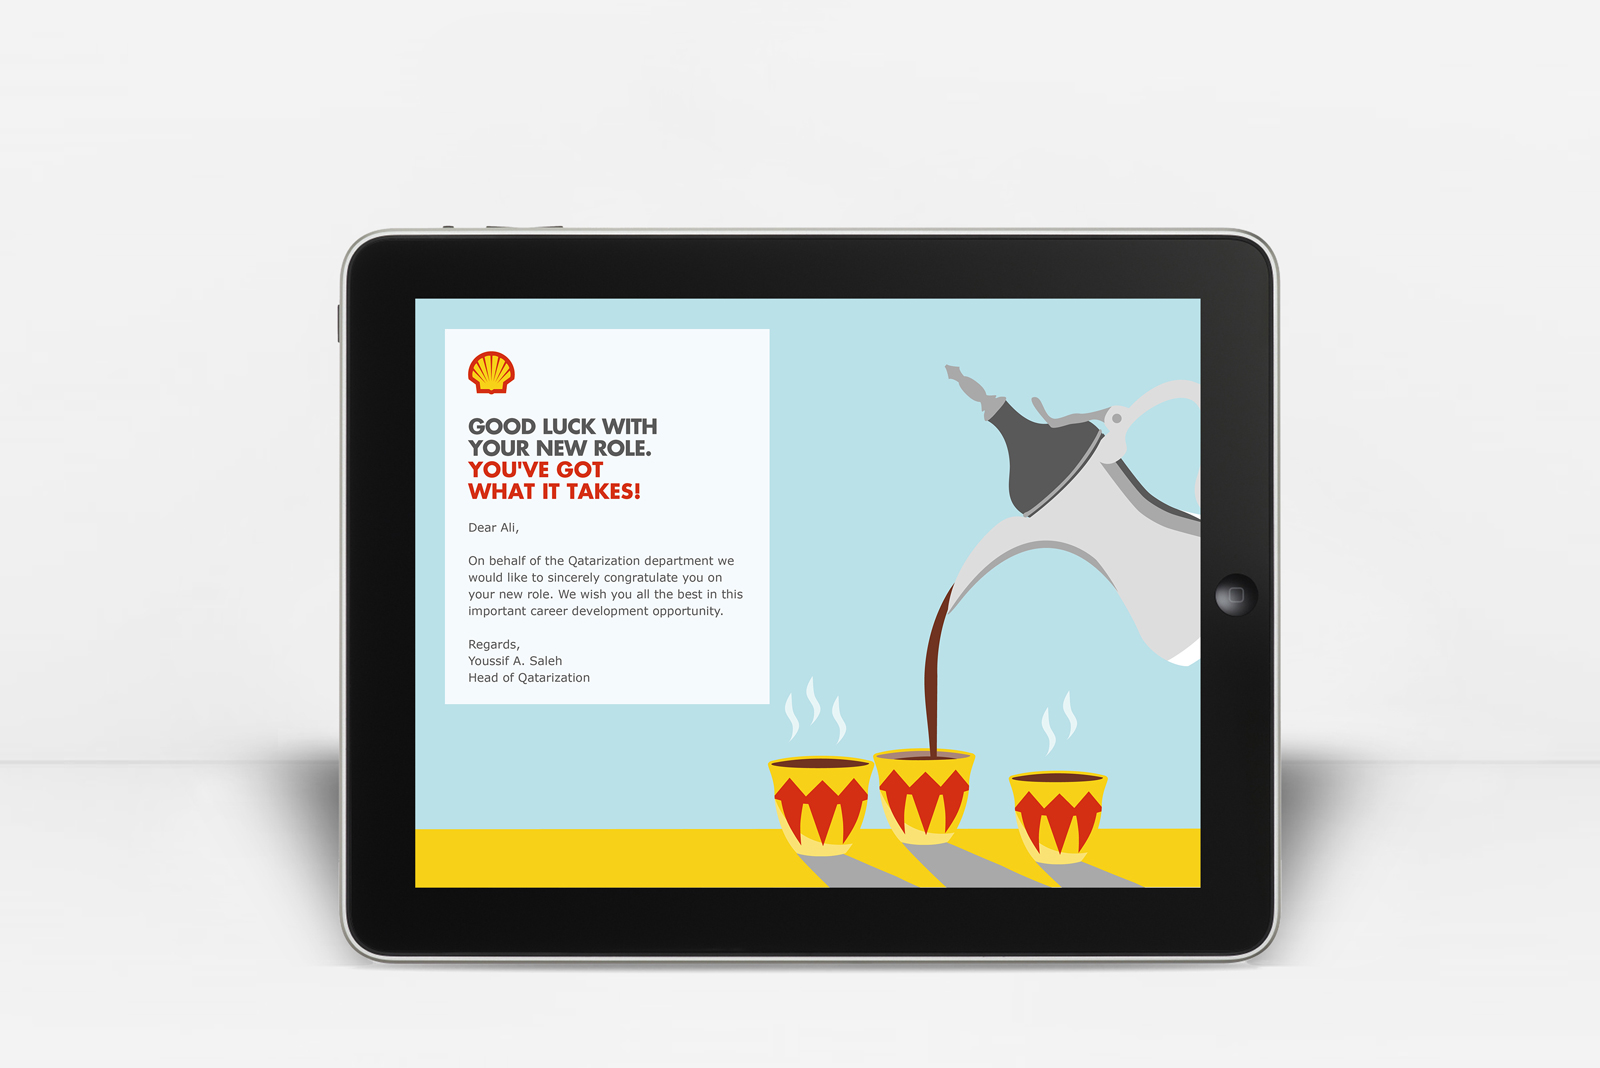 GOOD LUCK WITH
YOUR NEW ROLE.
YOU'VE GOT
WHAT IT TAKES!
Dear Ali,
On behalf of the Qatarization department we
would like to sincerely congratulate you on
your new role. We wish you all the best in this
important career development opportunity.
Regards,
Youssif A. Saleh
Head of Qatarization